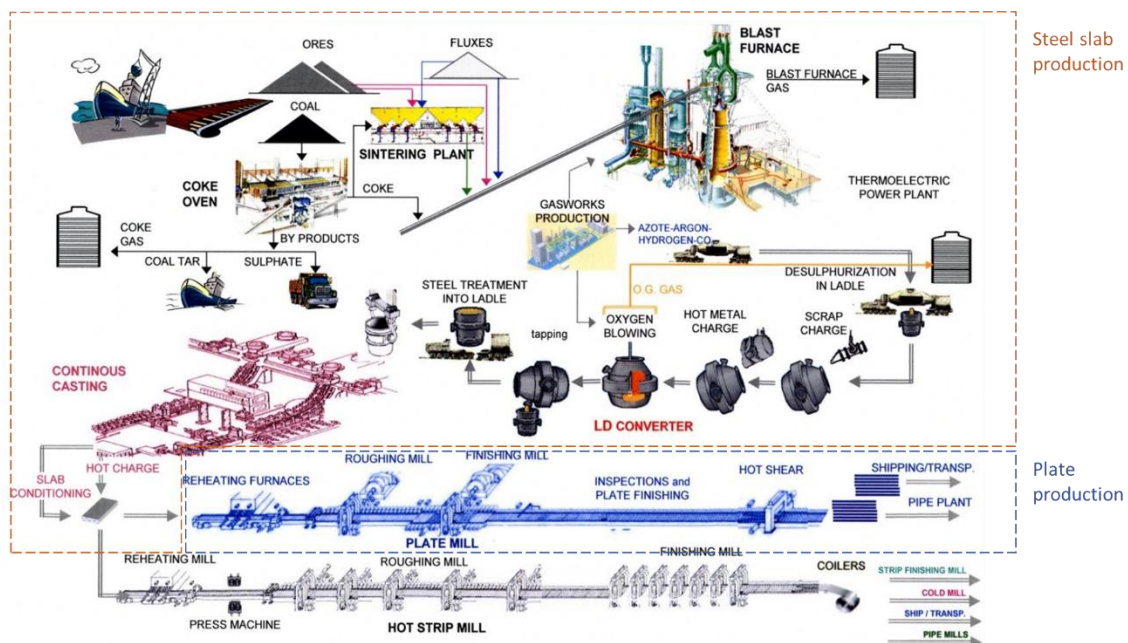 Steel slab
production
ORES
FLUXES
BLAST
FURNACE
BLAST FURNACE
GAS
COAL
SINTERING PLANT
COKE
OVEN
COKE
THERMOELECTRIC
POWER PLANT
GASWORKS
PRODUCTION
COKE
GAS
BY PRODUCTS
AZOTE-ARGON-
HYDROGEN-CO
COAL TAR
SULPHATE
DESULPHURIZATION
IN LADLE
STEEL TREATMENT
INTO LADLE
O.G. GAS
OXYGEN
BLOWING
HOT METAL
CHARGE
SCRAP
CHARGE
tapping
CONTINOUS
CASTING
LD CONVERTER
HOT CHARGE
SLAB
CONDITIONING
Plate
production
REHEATING FURNACES
ROUGHING MILL
FINISHING MILL
INSPECTIONS and
PLATE FINISHING
HOT SHEAR
SHIPPING/TRANSP.
PIPE PLANT
PLATE MILL
REHEATING MILL
ROUGHING MILL
FINISHING MILL
COILERS
PRESS MACHINE
HOT STRIP MILL
STRIP FINISHING MILL
COLD MILL
SHIP / TRANSP.
PIPE MILLS